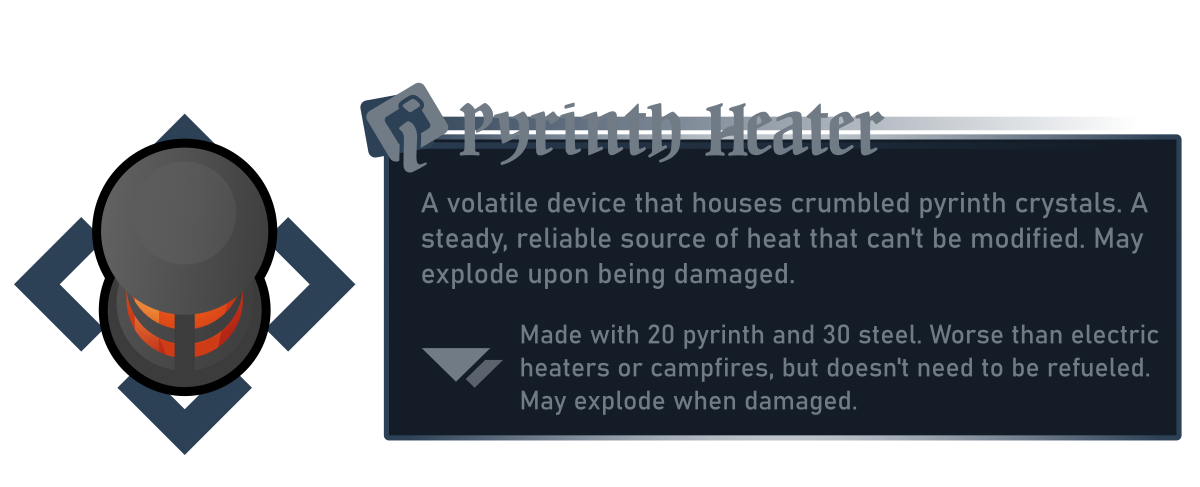 Pyrinth Heater
A volatile device that houses crumbled pyrinth crystals. A
steady, reliable source of heat that can't be modified. May
explode upon being damaged.
Made with 20 pyrinth and 30 steel. Worse than electric
heaters or campfires, but doesn't need to be refueled.
May explode when damaged.